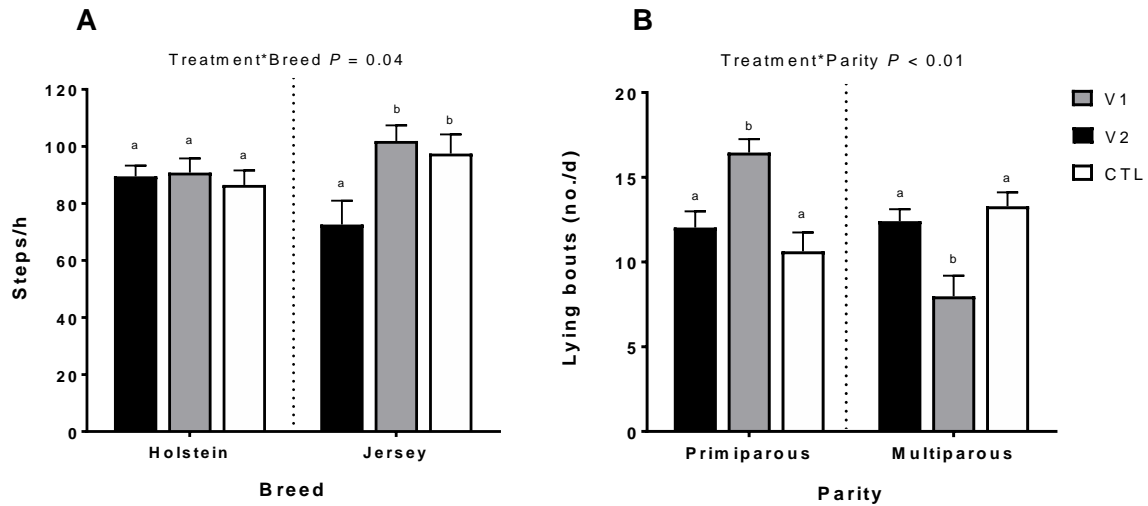 A
Treatment*Breed P = 0.04
Steps/h
120
100
80
60
40
20
0
a
a
a
a
b
b
Holstein
Jersey
Breed
B
Treatment*Parity P < 0.01
Lying bouts (no./d)
20
15
10
5
0
a
b
a
a
b
a
Primiparous
Multiparous
Parity
V1
V2
CTL